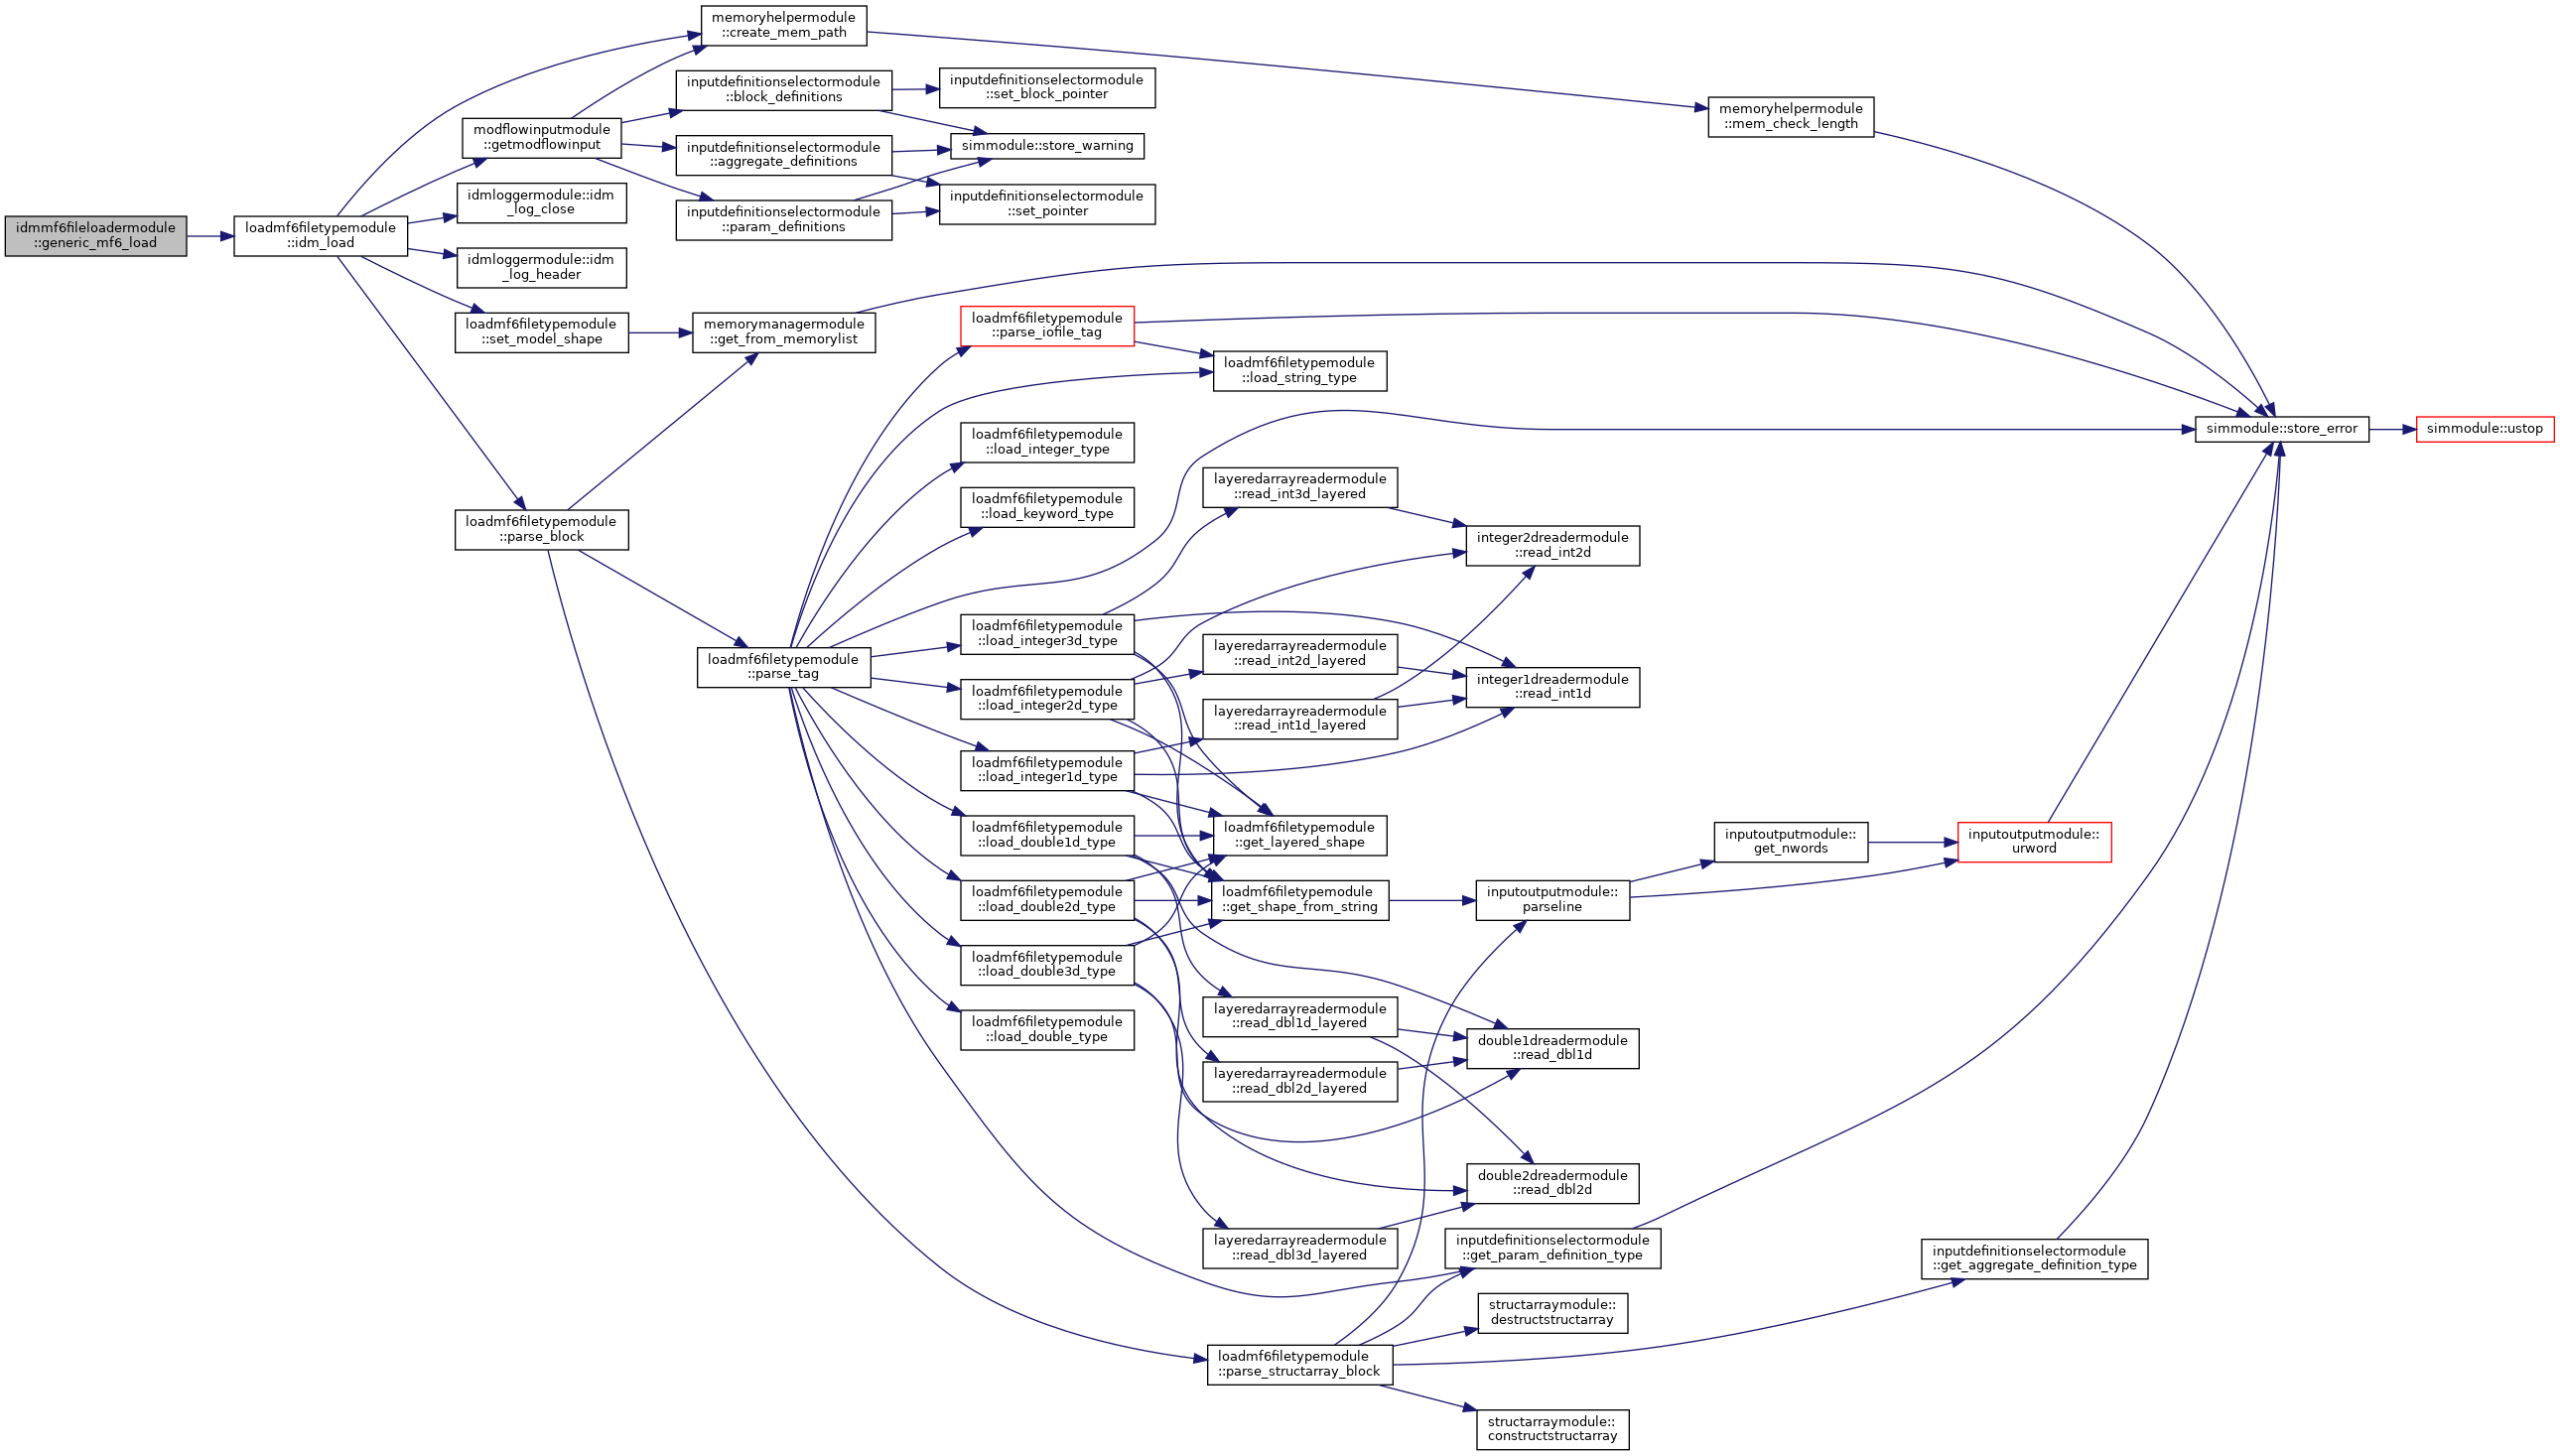 idmmf6fileloadermodule
::generic_mf6_load
loadmf6filetypemodule
::idm_load
memoryhelpermodule
::create_mem_path
modflowinputmodule
::getmodflowinput
idmloggermodule::idm
_log_close
idmloggermodule::idm
_log_header
loadmf6filetypemodule
::set_model_shape
loadmf6filetypemodule
::parse_block
inputdefinitionselectormodule
::block_definitions
inputdefinitionselectormodule
::aggregate_definitions
inputdefinitionselectormodule
::param_definitions
memorymanagermodule
::get_from_memorylist
loadmf6filetypemodule
::parse_tag
inputdefinitionselectormodule
::set_block_pointer
simmodule::store_warning
inputdefinitionselectormodule
::set_pointer
loadmf6filetypemodule
::parse_iofile_tag
loadmf6filetypemodule
::load_string_type
loadmf6filetypemodule
::load_integer_type
loadmf6filetypemodule
::load_keyword_type
loadmf6filetypemodule
::load_integer3d_type
loadmf6filetypemodule
::load_integer2d_type
loadmf6filetypemodule
::load_integer1d_type
loadmf6filetypemodule
::load_double1d_type
loadmf6filetypemodule
::load_double2d_type
loadmf6filetypemodule
::load_double3d_type
loadmf6filetypemodule
::load_double_type
layeredarrayreadermodule
::read_int3d_layered
layeredarrayreadermodule
::read_int2d_layered
layeredarrayreadermodule
::read_int1d_layered
loadmf6filetypemodule
::get_layered_shape
loadmf6filetypemodule
::get_shape_from_string
layeredarrayreadermodule
::read_dbl1d_layered
layeredarrayreadermodule
::read_dbl2d_layered
layeredarrayreadermodule
::read_dbl3d_layered
loadmf6filetypemodule
::parse_structarray_block
integer2dreadermodule
::read_int2d
integer1dreadermodule
::read_int1d
inputoutputmodule::
parseline
double1dreadermodule
::read_dbl1d
double2dreadermodule
::read_dbl2d
inputdefinitionselectormodule
::get_param_definition_type
structarraymodule::
destructstructarray
structarraymodule::
constructstructarray
memoryhelpermodule
::mem_check_length
inputoutputmodule::
get_nwords
inputoutputmodule::
urword
inputdefinitionselectormodule
::get_aggregate_definition_type
simmodule::store_error
simmodule::ustop